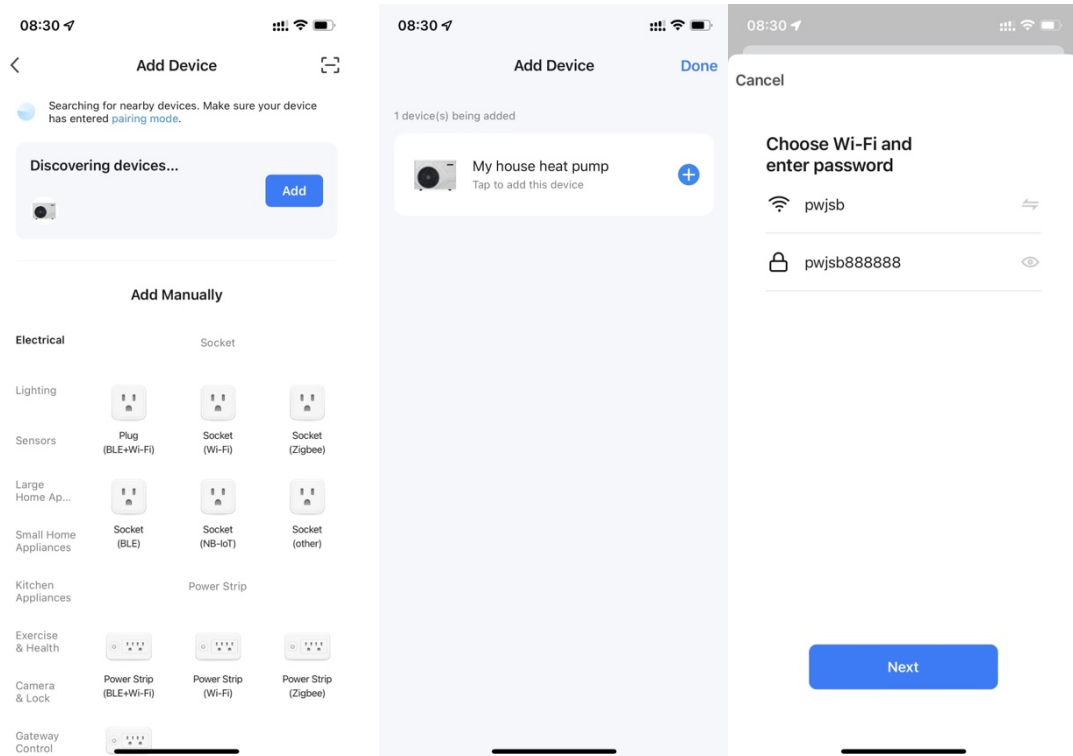 08:30
Add Device
Searching for nearby devices. Make sure your device
has entered pairing mode.
Discovering devices...
Add
Add Manually
Electrical
Lighting
Sensors
Large
Home Ap...
Small Home
Appliances
Kitchen
Appliances
Exercise
& Health
Camera
& Lock
Gateway
Control
Socket
Plug
(BLE+Wi-Fi)
Socket
(Wi-Fi)
Socket
(Zigbee)
Socket
(BLE)
Socket
(NB-IoT)
Socket
(other)
Power Strip
Power Strip
(BLE+Wi-Fi)
Power Strip
(Wi-Fi)
Power Strip
(Zigbee)
08:30
Add Device
Done
1 device(s) being added
My house heat pump
Tap to add this device
08:30
Cancel
Choose Wi-Fi and
enter password
pwjsb
pwjsb888888
Next